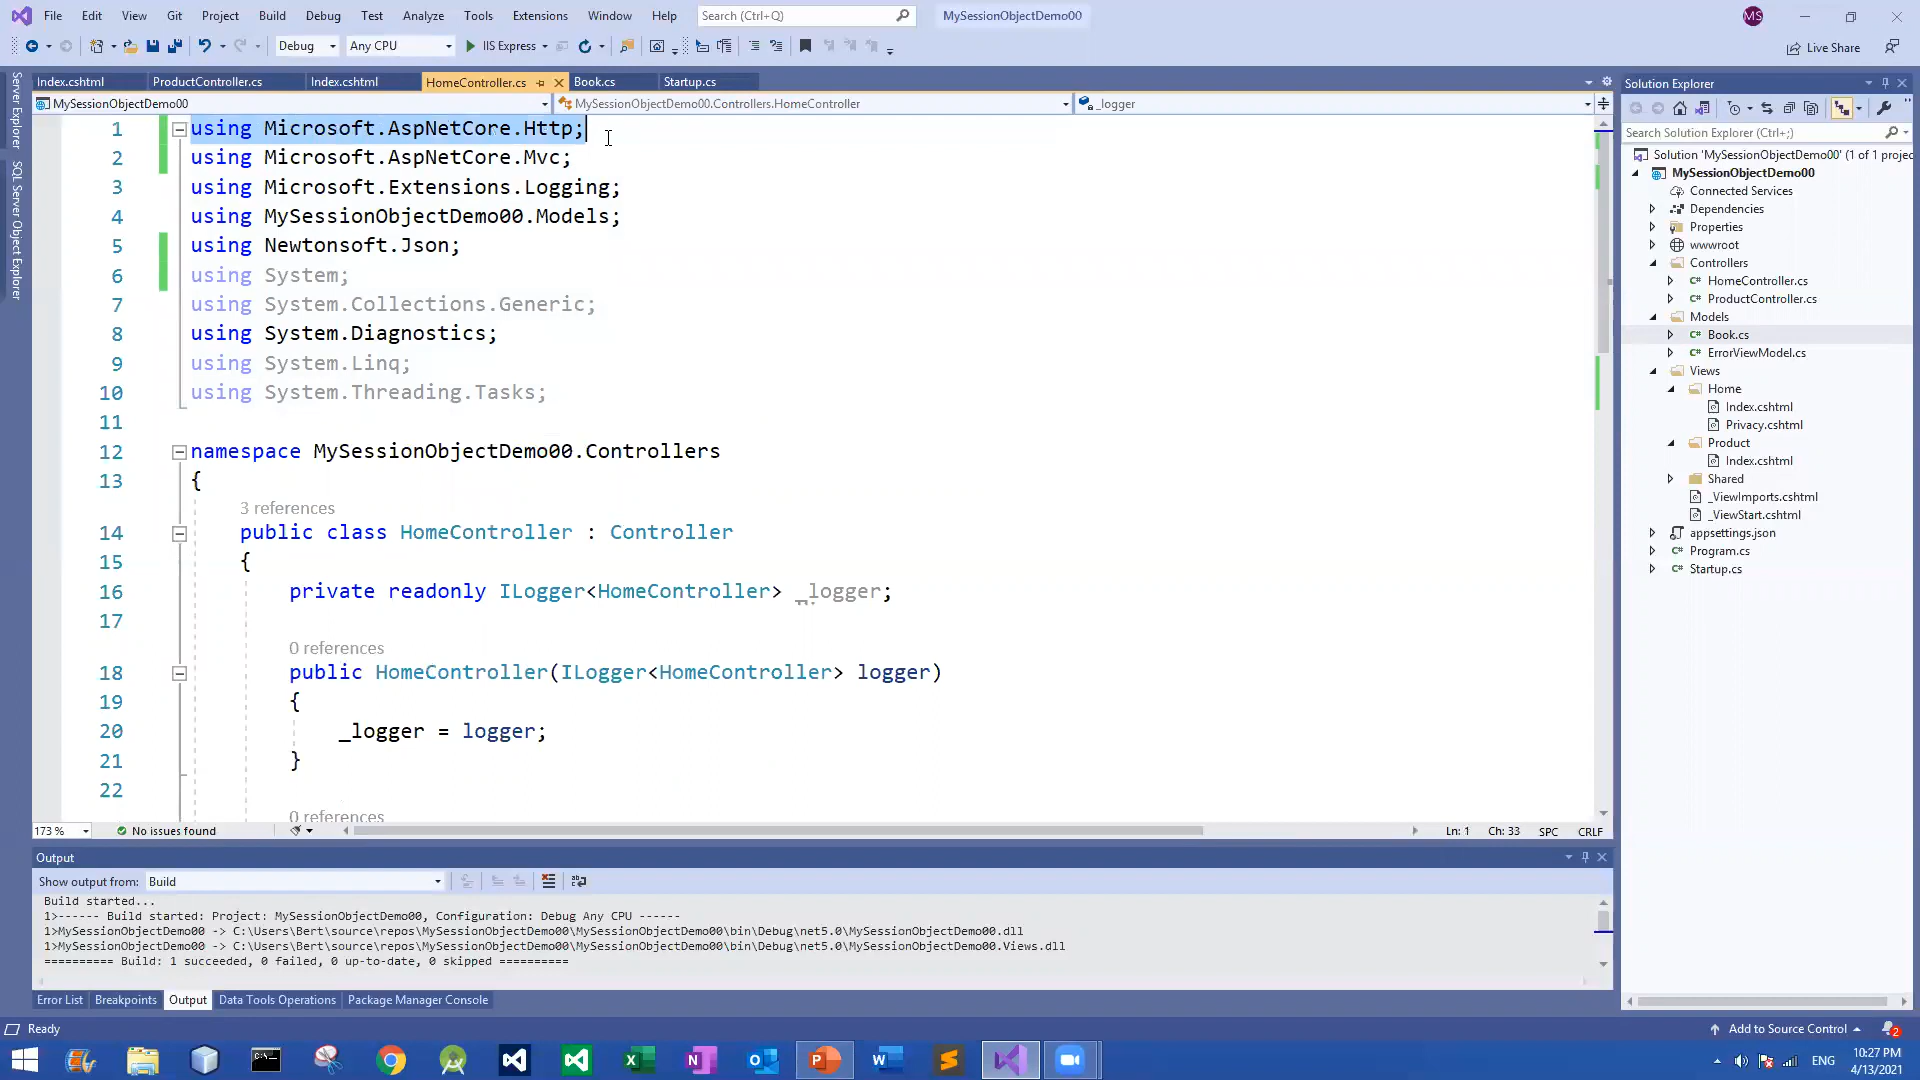 File Edit View Git Project Build Debug Test Analyze Tools Extensions Window Help Search (Ctrl+Q) MySessionObjectDemo00 MS
Debug Any CPU IIS Express Live Share
Index.cshtml ProductController.cs Index.cshtml HomeController.cs Book.cs Startup.cs
MySessionObjectDemo00 MySessionObjectDemo00.Controllers.HomeController _logger
Server Explorer
SQL Server Object Explorer
1 using Microsoft.AspNetCore.Http;
2 using Microsoft.AspNetCore.Mvc;
3 using Microsoft.Extensions.Logging;
4 using MySessionObjectDemo00.Models;
5 using Newtonsoft.Json;
6 using System;
7 using System.Collections.Generic;
8 using System.Diagnostics;
9 using System.Linq;
10 using System.Threading.Tasks;
11
12 namespace MySessionObjectDemo00.Controllers
13 {
3 references
14 public class HomeController : Controller
15 {
16 private readonly ILogger<HomeController> _logger;
17
0 references
18 public HomeController(ILogger<HomeController> logger)
19 {
20 _logger = logger;
21 }
22
0 references
173 % No issues found Ln: 1 Ch: 33 SPC CRLF
Output
Show output from: Build
Build started...
1>------ Build started: Project: MySessionObjectDemo00, Configuration: Debug Any CPU ------
1>MySessionObjectDemo00 -> C:\Users\Bert\source\repos\MySessionObjectDemo00\MySessionObjectDemo00\bin\Debug\net5.0\MySessionObjectDemo00.dll
1>MySessionObjectDemo00 -> C:\Users\Bert\source\repos\MySessionObjectDemo00\MySessionObjectDemo00\bin\Debug\net5.0\MySessionObjectDemo00.Views.dll
========== Build: 1 succeeded, 0 failed, 0 up-to-date, 0 skipped ==========
Error List Breakpoints Output Data Tools Operations Package Manager Console
Solution Explorer
Search Solution Explorer (Ctrl+;)
Solution 'MySessionObjectDemo00' (1 of 1 projec
MySessionObjectDemo00
Connected Services
Dependencies
Properties
wwwroot
Controllers
C# HomeController.cs
C# ProductController.cs
Models
C# Book.cs
C# ErrorViewModel.cs
Views
Home
Index.cshtml
Privacy.cshtml
Product
Index.cshtml
Shared
_ViewImports.cshtml
_ViewStart.cshtml
appsettings.json
C# Program.cs
C# Startup.cs
Ready Add to Source Control 2
ENG 10:27 PM
4/13/2021